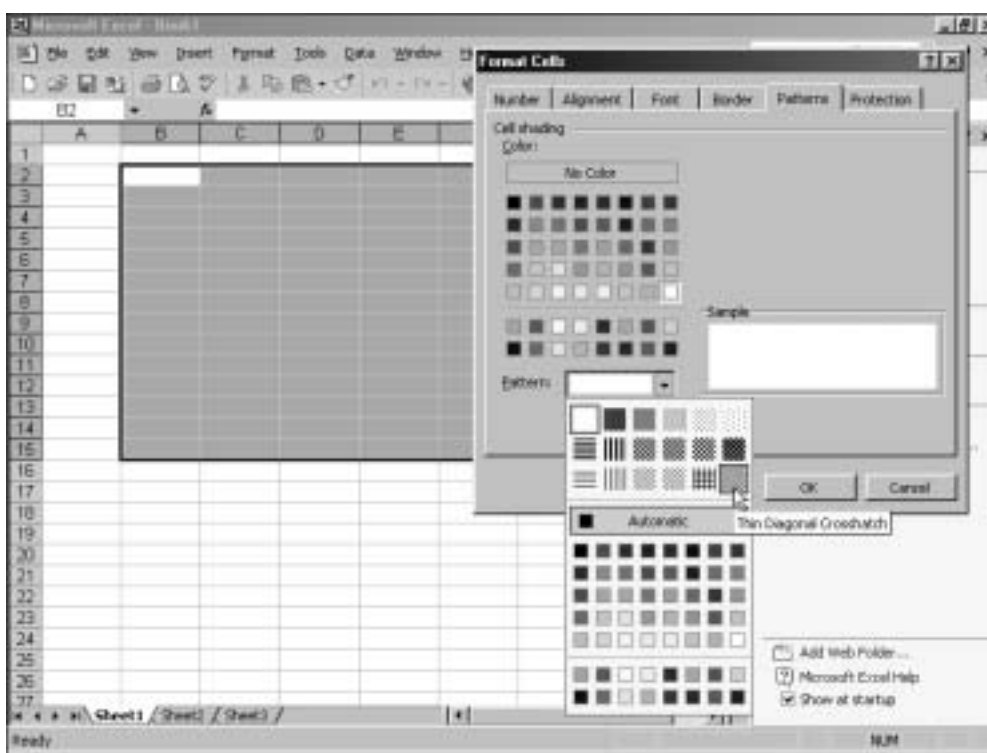 Microsoft Excel - Book1
File Edit View Insert Format Tools Data Window
Format Cells
Number Alignment Font Border Patterns Protection
B2
Cell shading
Color:
No Color
A B C D E
1
2
3
4
5
6
7
8
9
10
11
12
13
14
15
16
17
18
19
20
21
22
23
24
25
26
27
Sample
Pattern:
OK Cancel
Automatic
Thin Diagonal Crosshatch
Add Web Folder...
Microsoft Excel Help
Show at startup
Sheet1 Sheet2 Sheet3
Ready NUM